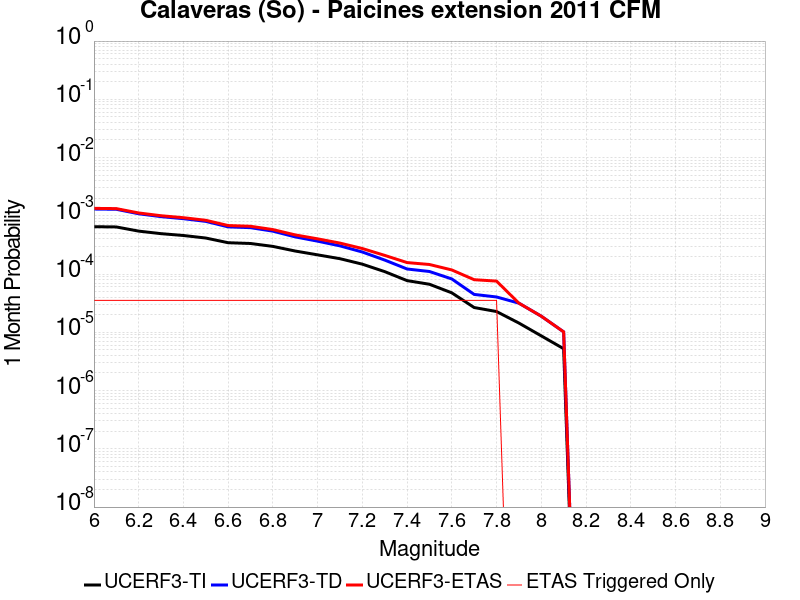 Calaveras (So) - Paicines extension 2011 CFM
1 Month Probability
10^0
10^-1
10^-2
10^-3
10^-4
10^-5
10^-6
10^-7
10^-8
6 6.2 6.4 6.6 6.8 7 7.2 7.4 7.6 7.8 8 8.2 8.4 8.6 8.8 9
Magnitude
UCERF3-TI UCERF3-TD UCERF3-ETAS ETAS Triggered Only